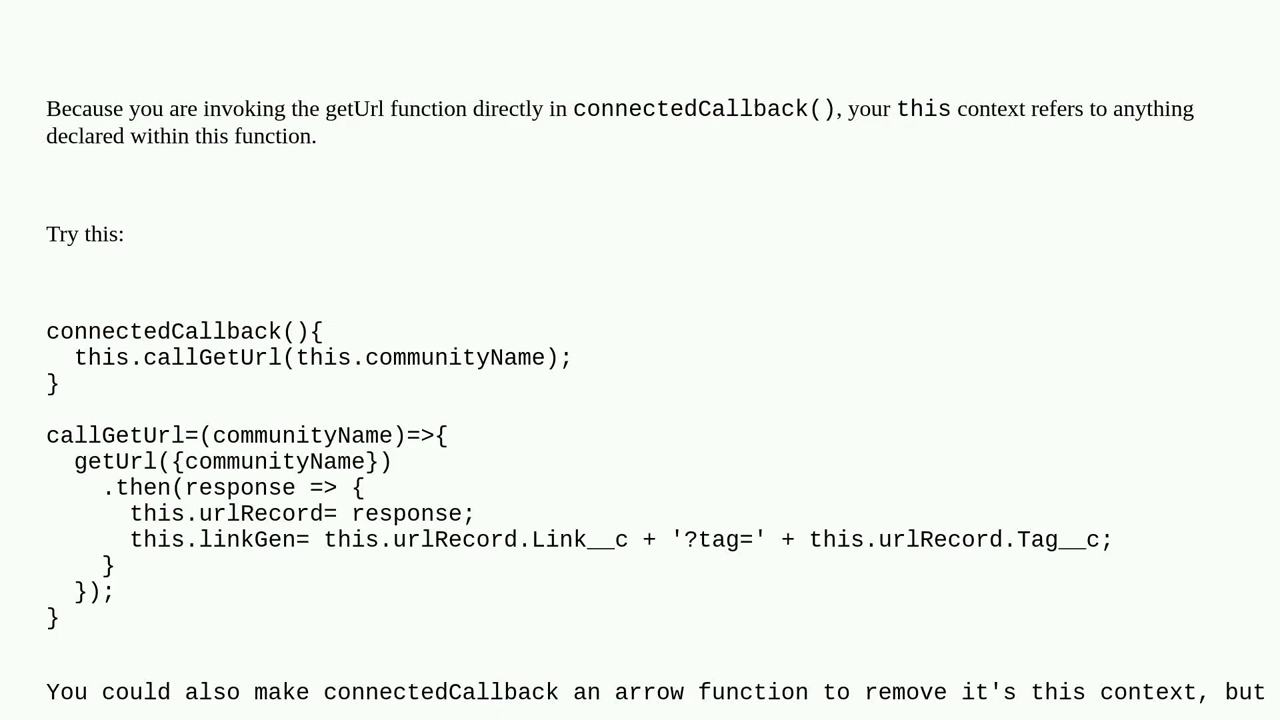 Because you are invoking the getUrl function directly in connectedCallback(), your this context refers to anything
declared within this function.
Try this:
connectedCallback(){
  this.callGetUrl(this.communityName);
}
callGetUrl=(communityName)=>{
  getUrl({communityName})
    .then(response => {
      this.urlRecord= response;
      this.linkGen= this.urlRecord.Link__c + '?tag=' + this.urlRecord.Tag__c;
    }
  });
}
You could also make connectedCallback an arrow function to remove it's this context, but